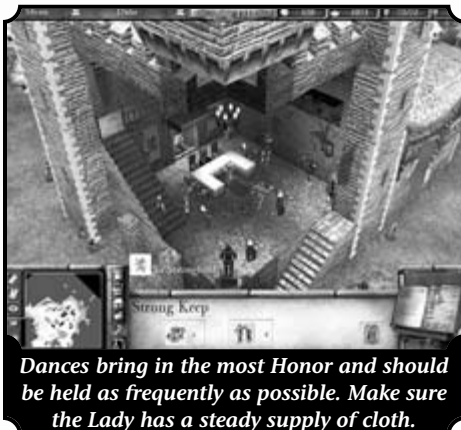 Strong Keep
Dances bring in the most Honor and should
be held as frequently as possible. Make sure
the Lady has a steady supply of cloth.